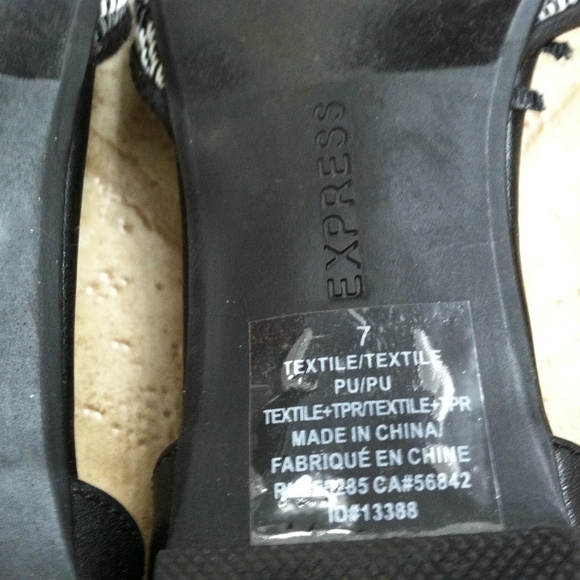 EXPRESS
7
TEXTILE/TEXTILE
PU/PU
TEXTILE+TPR/TEXTILE+TPR
MADE IN CHINA/
FABRIQUÉ EN CHINE
CA#56842
ID#13388